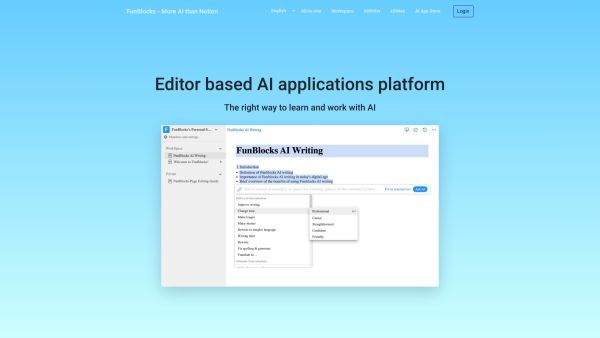 FunBlocks - More AI than Notion
English
All-in-one
Workspace
AIWriter
AISlides
AI App Store
Login
Editor based AI applications platform
The right way to learn and work with AI
FunBlocks's Personal S...
Members and settings
Workspace
FunBlocks AI Writing
Welcome to FunBlocks!
Private
FunBlocks Page Editing Guide
FunBlocks AI Writing
FunBlocks AI Writing
1. Introduction
Definition of FunBlocks AI writing
Importance of FunBlocks AI writing in today's digital age
Brief overview of the benefits of using FunBlocks AI writing
Improve writing
Change tone
Make longer
Make shorter
Rewrite to simpler language
Fix spelling & grammar
Translate to ...
Professional
Casual
Straightforward
Confident
Friendly